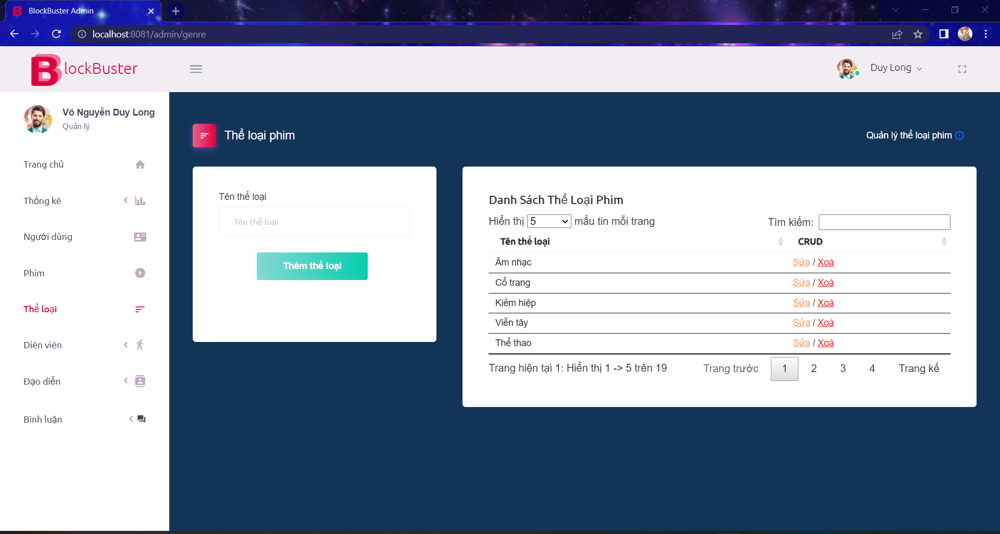 BlockBuster Admin
localhost:8081/admin/genre
BlockBuster
Duy Long
Võ Nguyễn Duy Long
Quản lý
Trang chủ
Thống kê
Người dùng
Phim
Thể loại
Diên viên
Đạo diễn
Bình luận
Thể loại phim
Quản lý thể loại phim
Tên thể loại
Tên thể loại
Thêm thể loại
Danh Sách Thể Loại Phim
Hiển thị 5 mẩu tin mỗi trang
Tìm kiếm:
Tên thể loại CRUD
Âm nhạc Sửa / Xoá
Cổ trang Sửa / Xoá
Kiếm hiệp Sửa / Xoá
Viễn tây Sửa / Xoá
Thể thao Sửa / Xoá
Trang hiện tại 1: Hiển thị 1 -> 5 trên 19
Trang trước 1 2 3 4 Trang kế